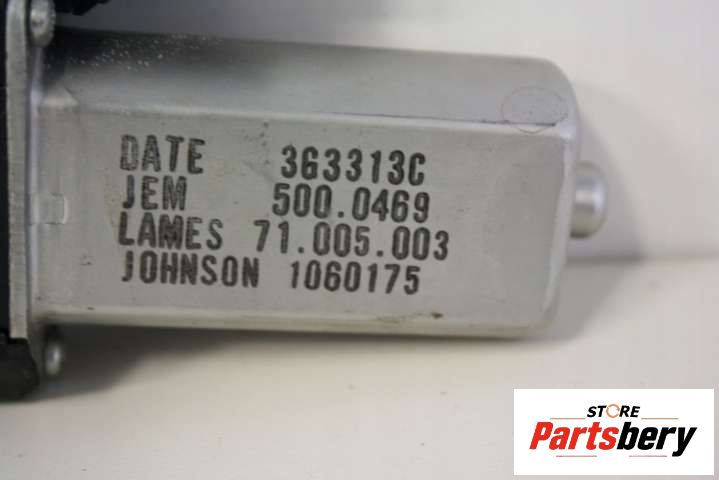 DATE 363313C
JEM 500.0469
LAMES 71.005.003
JOHNSON 1060175
STORE
Partsbery